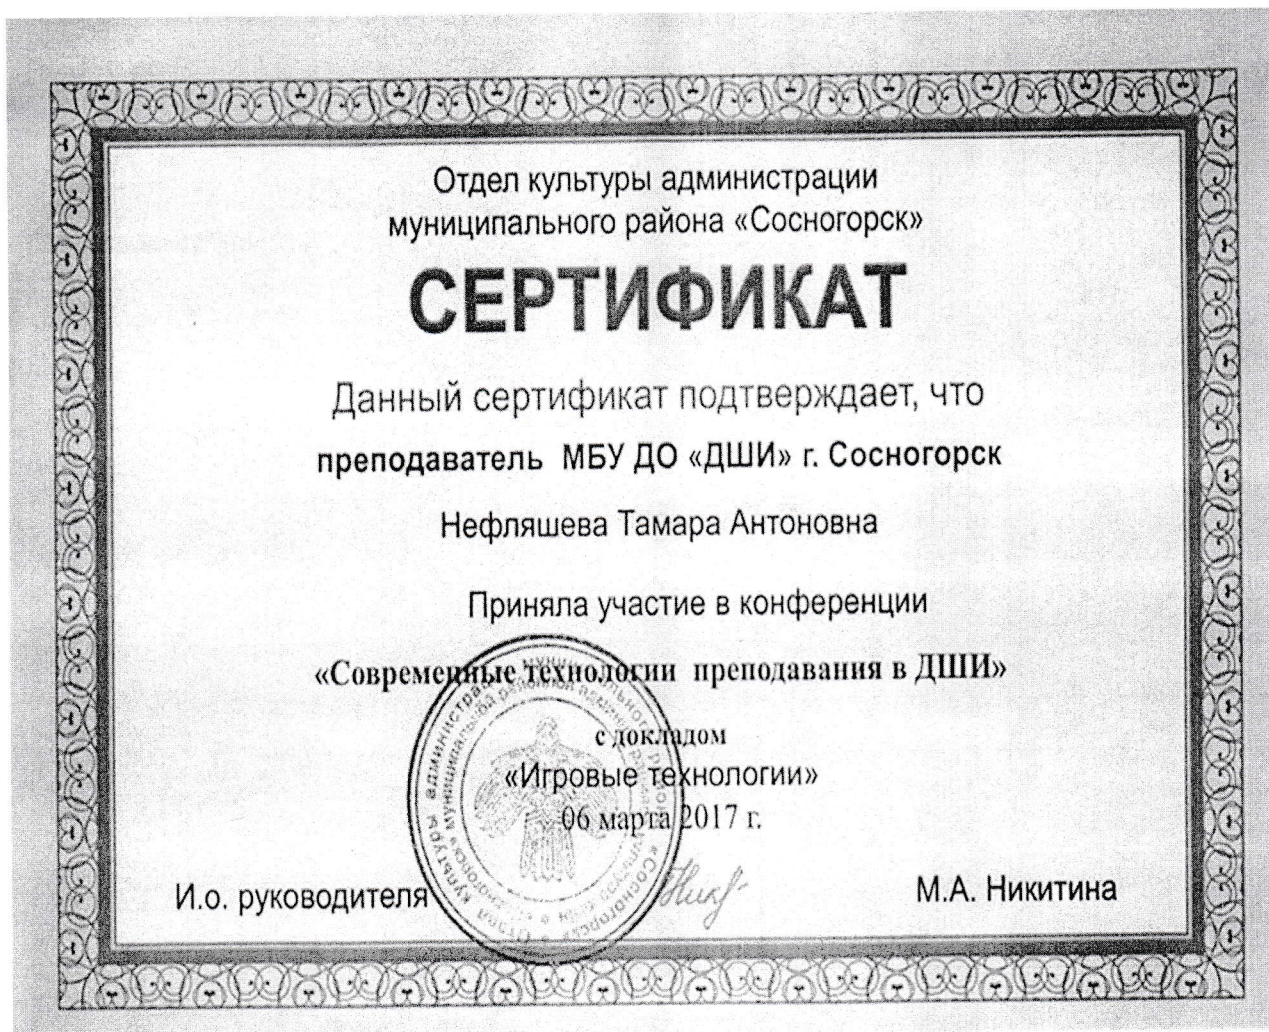 Отдел культуры администрации
муниципального района «Сосногорск»
СЕРТИФИКАТ
Данный сертификат подтверждает, что
преподаватель МБУ ДО «ДШИ» г. Сосногорск
Нефляшева Тамара Антоновна
Приняла участие в конференции
«Современные технологии преподавания в ДШИ»
с докладом
«Игровые технологии»
06 марта 2017 г.
И.о. руководителя
М.А. Никитина